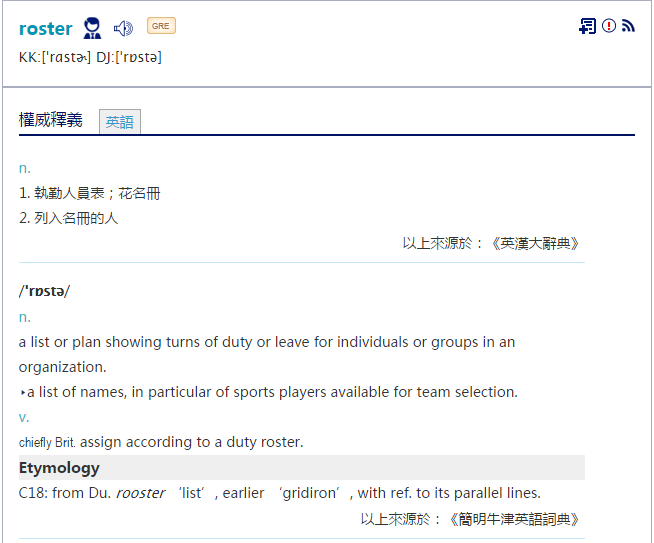 roster GRE
KK:[ˈrɑstɚ] DJ:[ˈrɒstə]
權威釋義 英語
n.
1. 執勤人員表；花名冊
2. 列入名冊的人
以上來源於：《英漢大辭典》
/ˈrɒstə/
n.
a list or plan showing turns of duty or leave for individuals or groups in an
organization.
‣a list of names, in particular of sports players available for team selection.
v.
chiefly Brit. assign according to a duty roster.
Etymology
C18: from Du. rooster ‘list’, earlier ‘gridiron’, with ref. to its parallel lines.
以上來源於：《簡明牛津英語詞典》